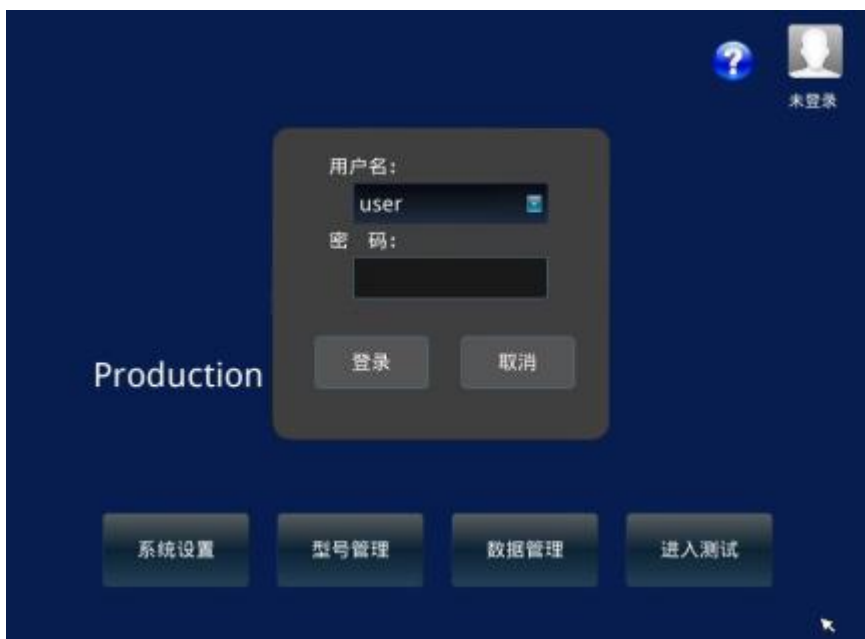 ?
未登录
用户名:
user
密 码:
Production
登录 取消
系统设置 型号管理 数据管理 进入测试